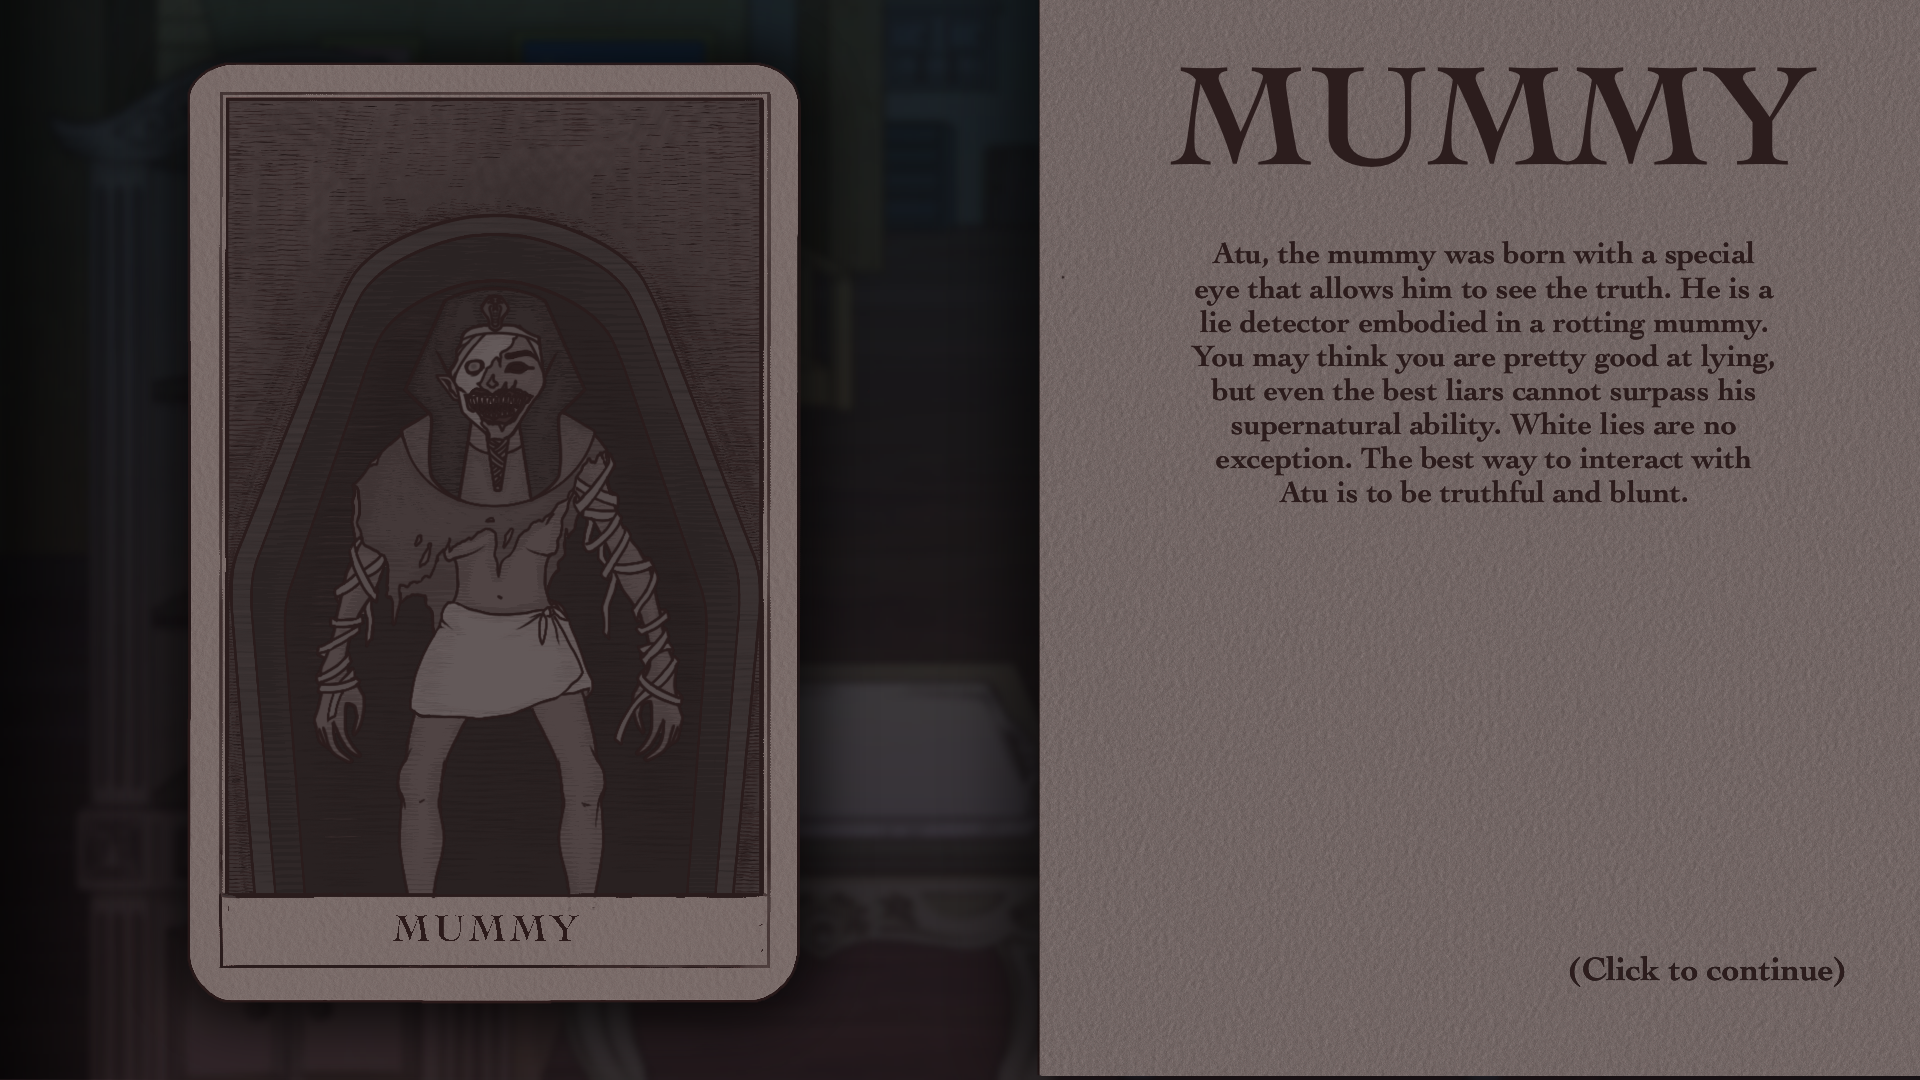 MUMMY
MUMMY
Atu, the mummy was born with a special
eye that allows him to see the truth. He is a
lie detector embodied in a rotting mummy.
You may think you are pretty good at lying,
but even the best liars cannot surpass his
supernatural ability. White lies are no
exception. The best way to interact with
Atu is to be truthful and blunt.
(Click to continue)